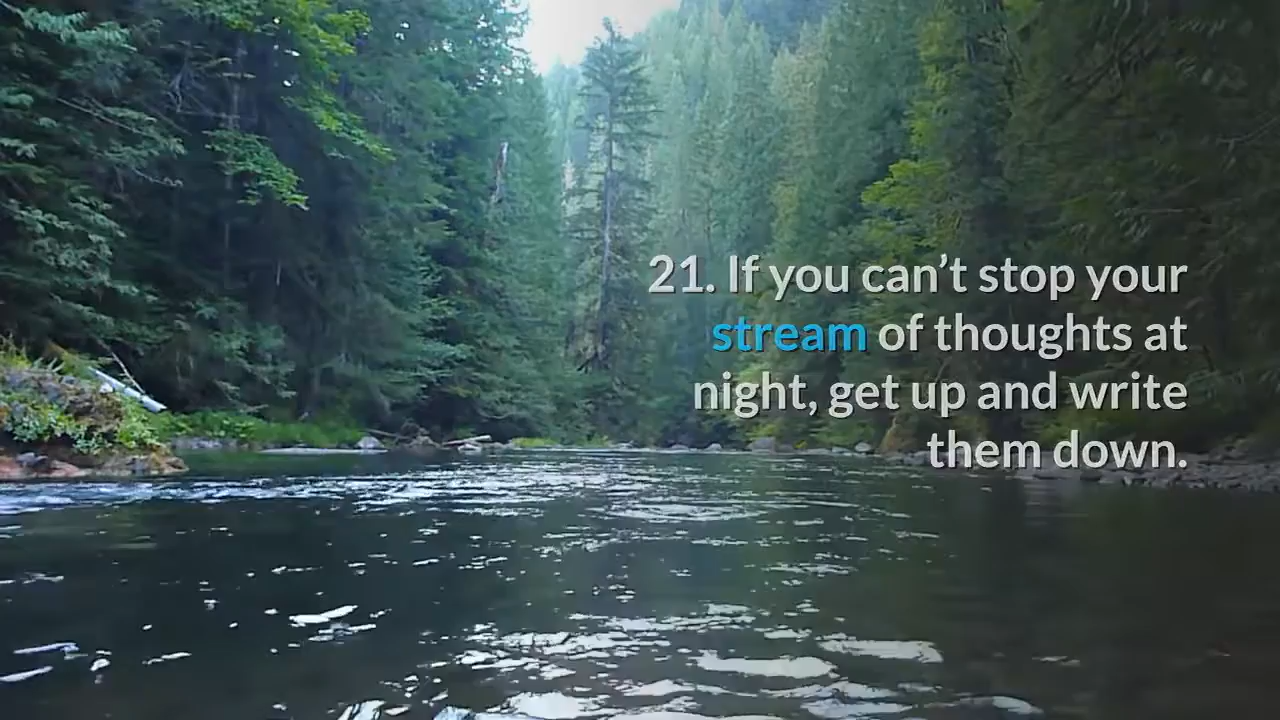 21. If you can’t stop your
stream of thoughts at
night, get up and write
them down.